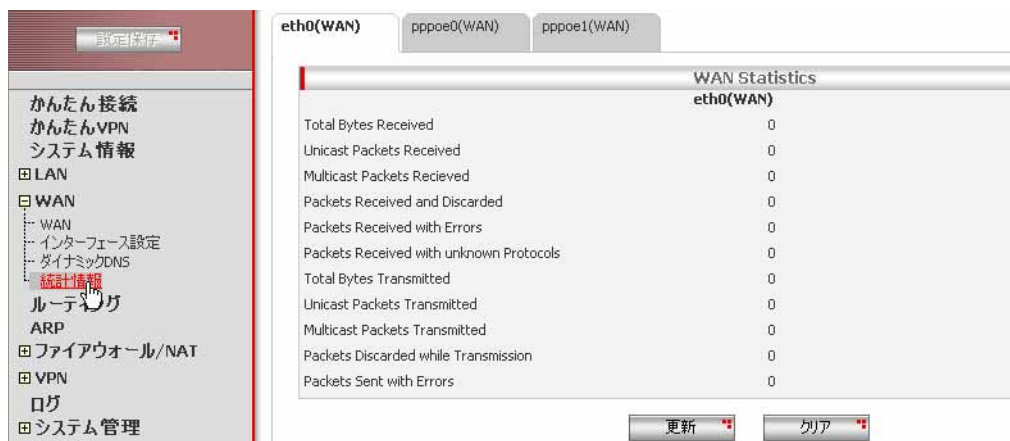 設定保存
かんたん接続
かんたんVPN
システム情報
LAN
WAN
WAN
インターフェース設定
ダイナミックDNS
統計情報
ルーティング
ARP
ファイアウォール/NAT
VPN
ログ
システム管理
eth0(WAN) pppoe0(WAN) pppoe1(WAN)
WAN Statistics
eth0(WAN)
Total Bytes Received 0
Unicast Packets Received 0
Multicast Packets Recieved 0
Packets Received and Discarded 0
Packets Received with Errors 0
Packets Received with unknown Protocols 0
Total Bytes Transmitted 0
Unicast Packets Transmitted 0
Multicast Packets Transmitted 0
Packets Discarded while Transmission 0
Packets Sent with Errors 0
更新 クリア